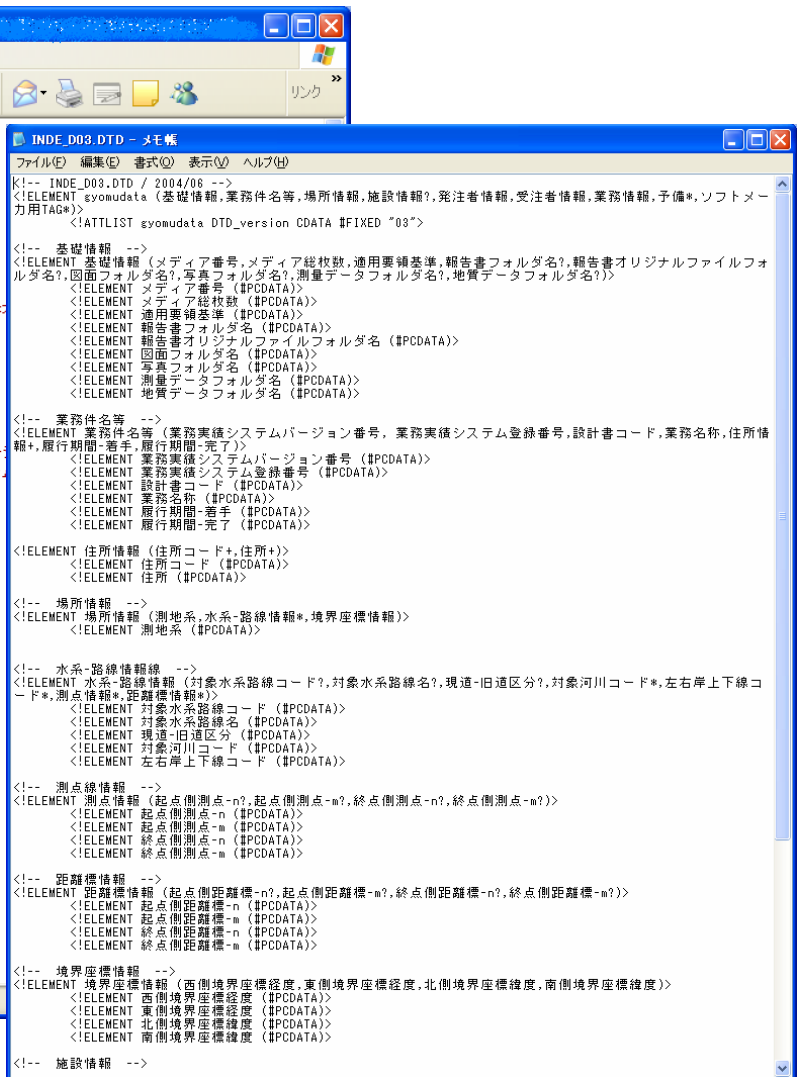 リンク
INDE_D03.DTD - メモ帳
ファイル(F) 編集(E) 書式(O) 表示(V) ヘルプ(H)
<!-- INDE_D03.DTD / 2004/06 -->
<!ELEMENT gyomudata (基礎情報,業務件名等,場所情報,施設情報?,発注者情報,受注者情報,業務情報,予備*,ソフトメー
カ用TAG*)>
<!ATTLIST gyomudata DTD_version CDATA #FIXED "03">
<!-- 基礎情報 -->
<!ELEMENT 基礎情報 (メディア番号,メディア総枚数,適用要領基準,報告書フォルダ名?,報告書オリジナルファイルフォ
ルダ名?,図面フォルダ名?,写真フォルダ名?,測量データフォルダ名?,地質データフォルダ名?)>
<!ELEMENT メディア番号 (#PCDATA)>
<!ELEMENT メディア総枚数 (#PCDATA)>
<!ELEMENT 適用要領基準 (#PCDATA)>
<!ELEMENT 報告書フォルダ名 (#PCDATA)>
<!ELEMENT 報告書オリジナルファイルフォルダ名 (#PCDATA)>
<!ELEMENT 図面フォルダ名 (#PCDATA)>
<!ELEMENT 写真フォルダ名 (#PCDATA)>
<!ELEMENT 測量データフォルダ名 (#PCDATA)>
<!ELEMENT 地質データフォルダ名 (#PCDATA)>
<!-- 業務件名等 -->
<!ELEMENT 業務件名等 (業務実績システムバージョン番号, 業務実績システム登録番号,設計書コード,業務名称,住所情
報+,履行期間-着手,履行期間-完了)>
<!ELEMENT 業務実績システムバージョン番号 (#PCDATA)>
<!ELEMENT 業務実績システム登録番号 (#PCDATA)>
<!ELEMENT 設計書コード (#PCDATA)>
<!ELEMENT 業務名称 (#PCDATA)>
<!ELEMENT 履行期間-着手 (#PCDATA)>
<!ELEMENT 履行期間-完了 (#PCDATA)>
<!ELEMENT 住所情報 (住所コード+,住所+)>
<!ELEMENT 住所コード (#PCDATA)>
<!ELEMENT 住所 (#PCDATA)>
<!-- 場所情報 -->
<!ELEMENT 場所情報 (測地系,水系-路線情報*,境界座標情報)>
<!ELEMENT 測地系 (#PCDATA)>
<!-- 水系-路線情報線 -->
<!ELEMENT 水系-路線情報 (対象水系路線コード?,対象水系路線名?,現道-旧道区分?,対象河川コード*,左右岸上下線コ
ード*,測点情報*,距離標情報*)>
<!ELEMENT 対象水系路線コード (#PCDATA)>
<!ELEMENT 対象水系路線名 (#PCDATA)>
<!ELEMENT 現道-旧道区分 (#PCDATA)>
<!ELEMENT 対象河川コード (#PCDATA)>
<!ELEMENT 左右岸上下線コード (#PCDATA)>
<!-- 測点線情報 -->
<!ELEMENT 測点情報 (起点側測点-n?,起点側測点-m?,終点側測点-n?,終点側測点-m?)>
<!ELEMENT 起点側測点-n (#PCDATA)>
<!ELEMENT 起点側測点-m (#PCDATA)>
<!ELEMENT 終点側測点-n (#PCDATA)>
<!ELEMENT 終点側測点-m (#PCDATA)>
<!-- 距離標情報 -->
<!ELEMENT 距離標情報 (起点側距離標-n?,起点側距離標-m?,終点側距離標-n?,終点側距離標-m?)>
<!ELEMENT 起点側距離標-n (#PCDATA)>
<!ELEMENT 起点側距離標-m (#PCDATA)>
<!ELEMENT 終点側距離標-n (#PCDATA)>
<!ELEMENT 終点側距離標-m (#PCDATA)>
<!-- 境界座標情報 -->
<!ELEMENT 境界座標情報 (西側境界座標経度,東側境界座標経度,北側境界座標緯度,南側境界座標緯度)>
<!ELEMENT 西側境界座標経度 (#PCDATA)>
<!ELEMENT 東側境界座標経度 (#PCDATA)>
<!ELEMENT 北側境界座標緯度 (#PCDATA)>
<!ELEMENT 南側境界座標緯度 (#PCDATA)>
<!-- 施設情報 -->